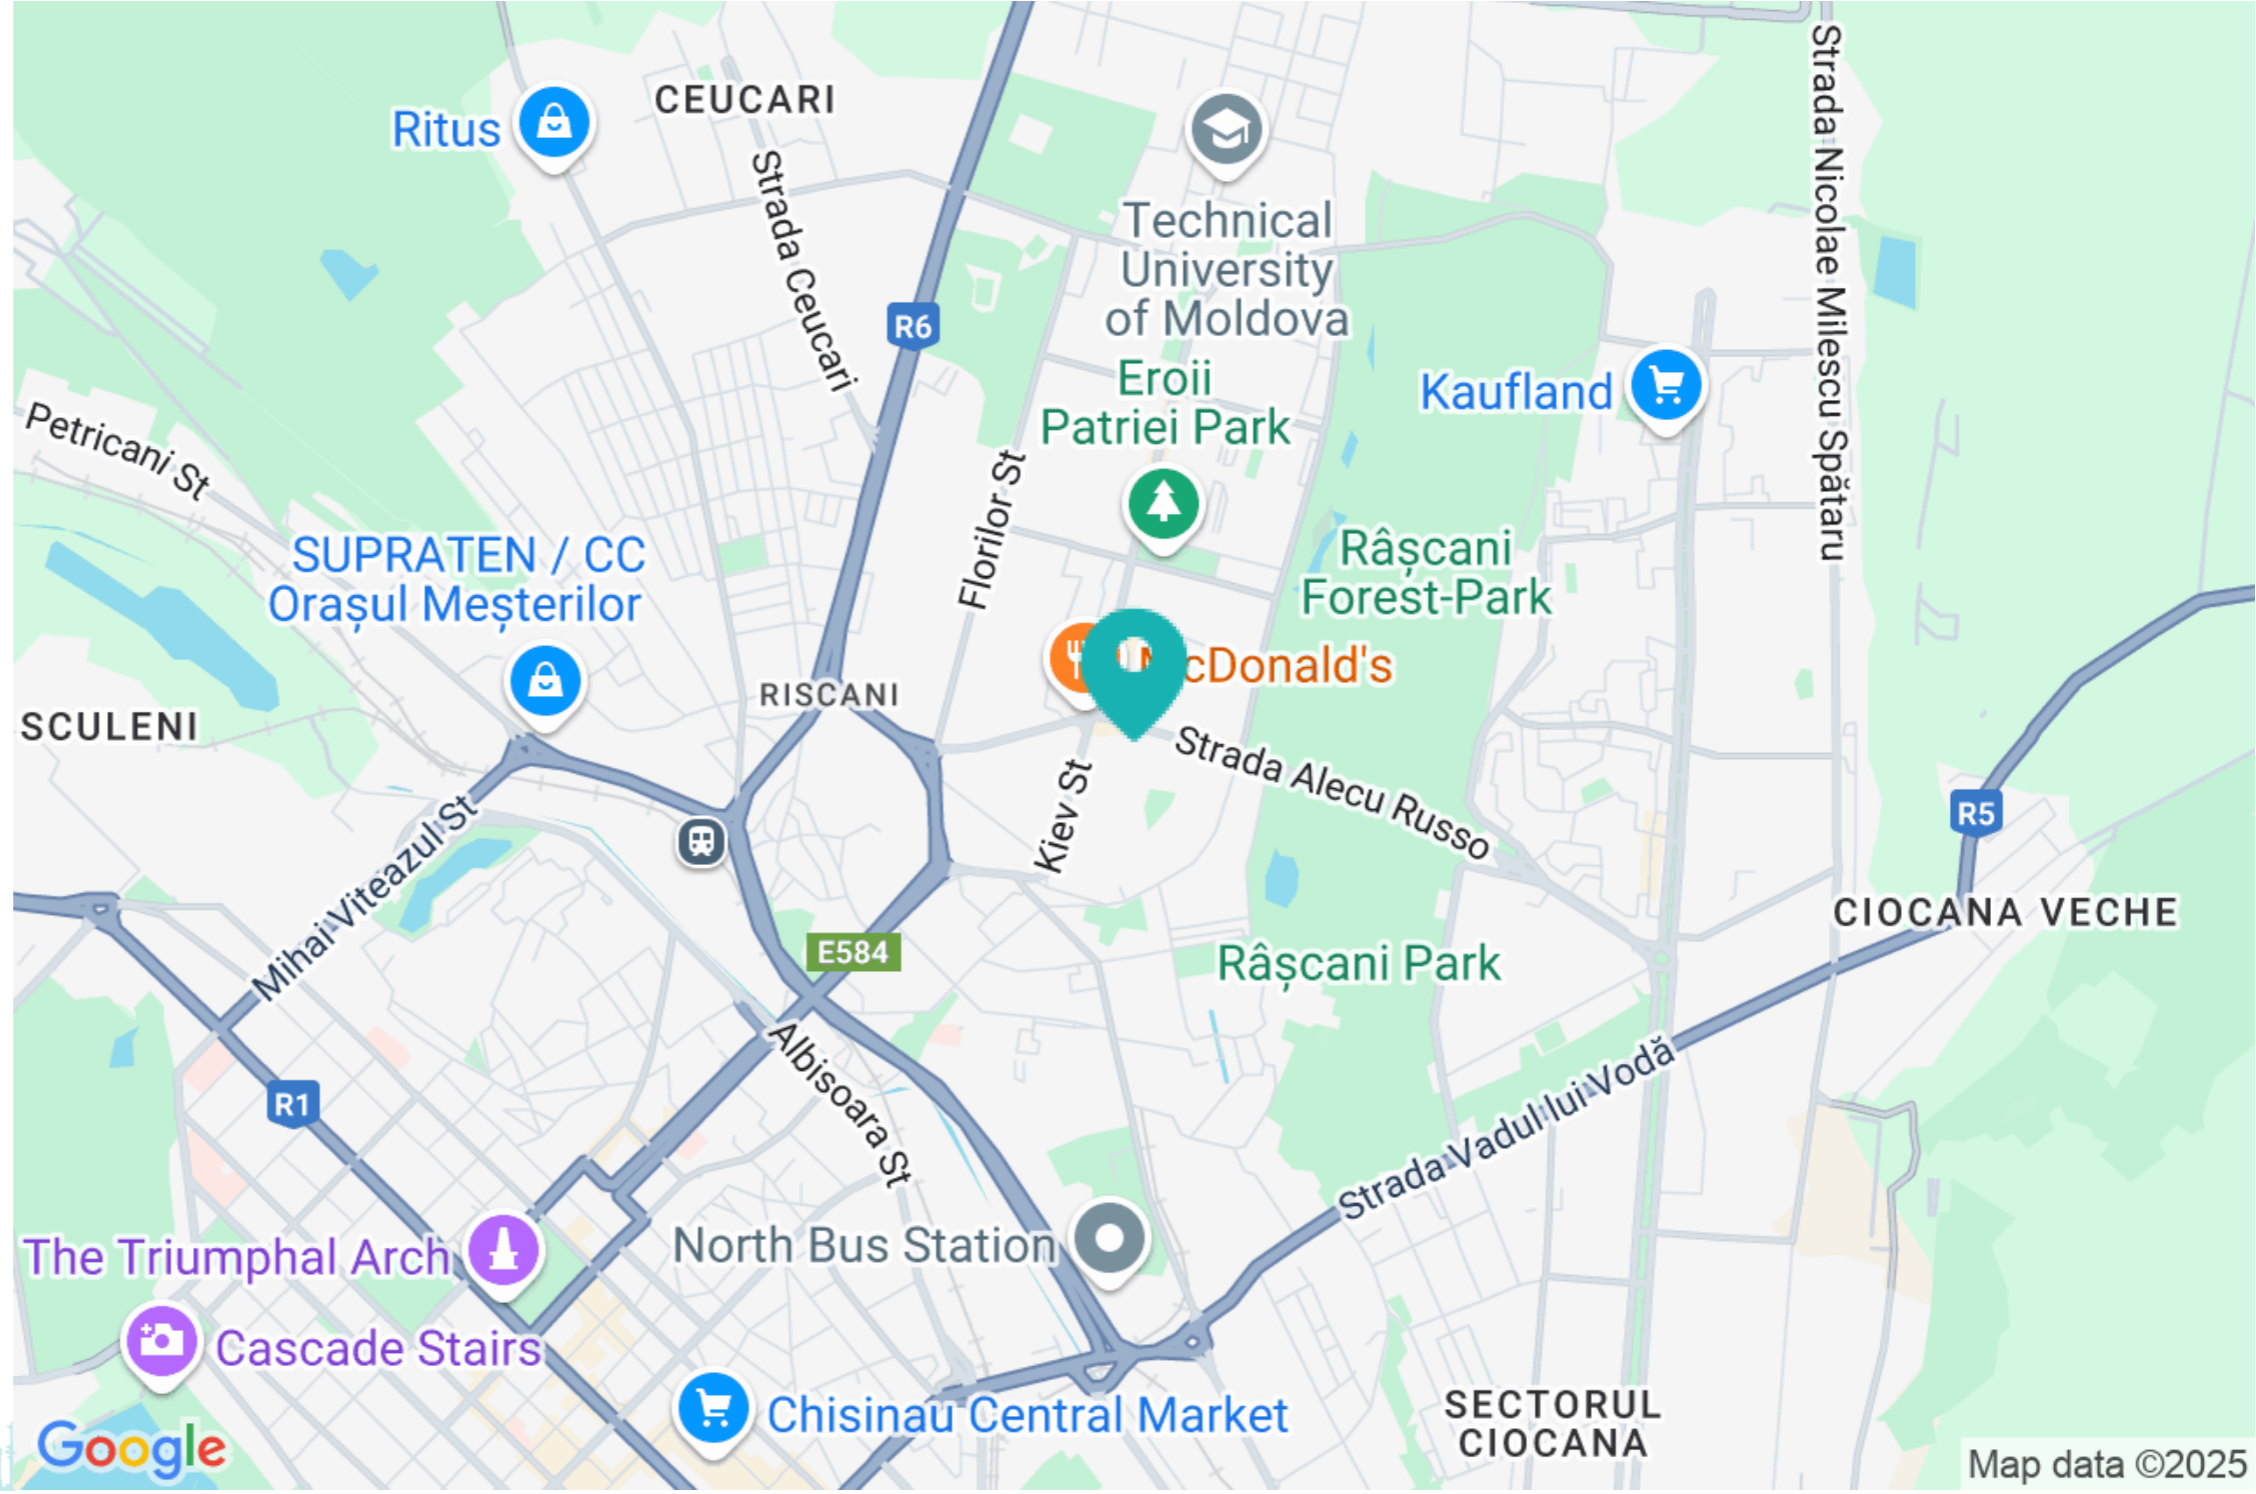 CEUCARI
Ritus
Strada Ceucari
Strada Nicolae Milescu Spătaru
Technical
University
of Moldova
R6
Eroii
Patriei Park
Kaufland
Petricani St
Florilor St
SUPRATEN / CC
Orașul Meșterilor
Râșcani
Forest-Park
McDonald's
RISCANI
SCULENI
Strada Alecu Russo
Kiev St
Mihai Viteazul St
R5
CIOCANA VECHE
E584
Râșcani Park
Albisoara St
R1
Strada Vadul lui Vodă
North Bus Station
The Triumphal Arch
Cascade Stairs
Chisinau Central Market
SECTORUL
CIOCANA
Google
Map data ©2025